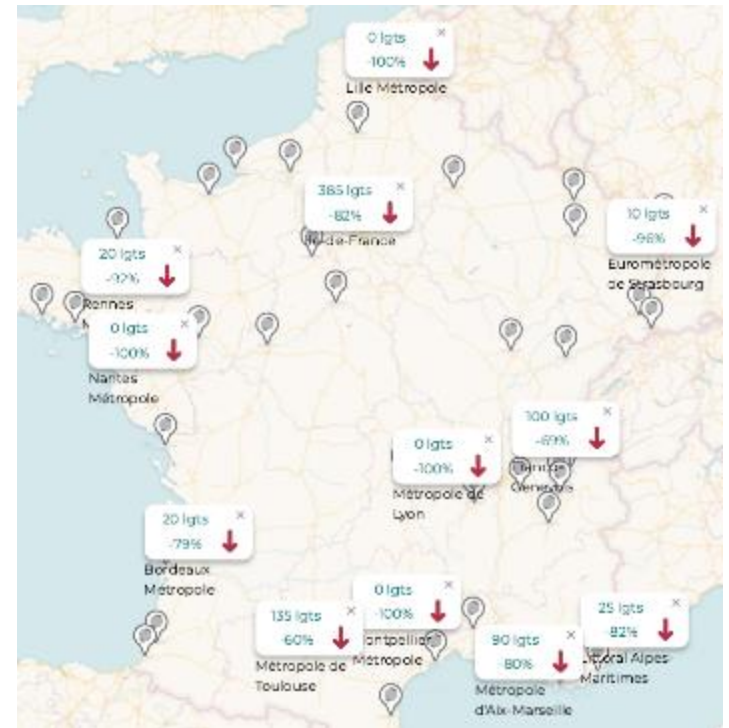 0 lgts
-100%
Lille Métropole
385 lgts
-82%
de-France
10 lgts
-96%
Eurométropole
de Strasbourg
20 lgts
-92%
Rennes
0 lgts
-100%
Nantes
Métropole
100 lgts
-69%
Genevois
0 lgts
-100%
Métropole de
Lyon
20 lgts
-79%
Bordeaux
Métropole
0 lgts
-100%
Montpellier
Métropole
135 lgts
-60%
Métropole de
Toulouse
90 lgts
-80%
Métropole
d'Aix-Marseille
25 lgts
-82%
Littoral Alpes-
Maritimes